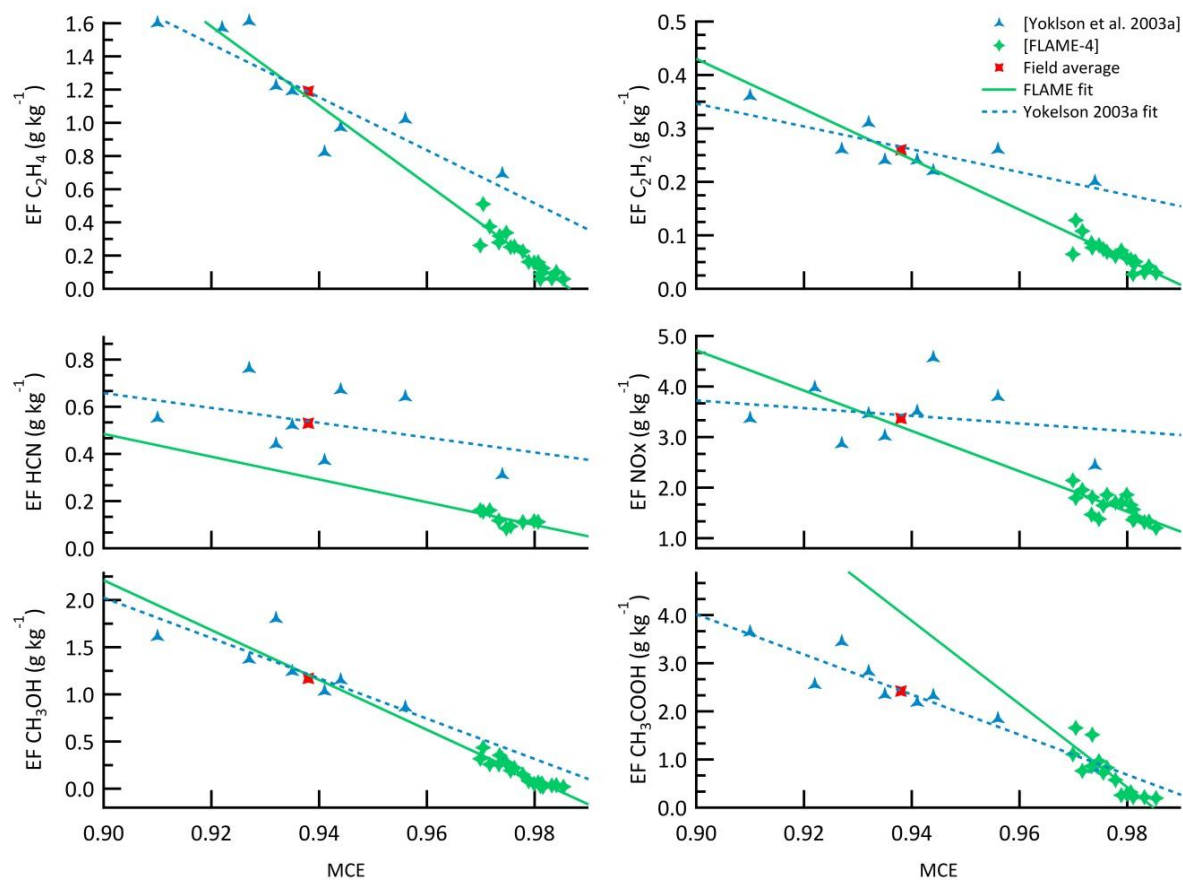 1.6
1.4
1.2
1.0
0.8
0.6
0.4
0.2
0.0
EF C₂H₄ (g kg⁻¹)
0.5
0.4
0.3
0.2
0.1
0.0
EF C₂H₂ (g kg⁻¹)
[Yoklson et al. 2003a]
[FLAME-4]
Field average
FLAME fit
Yokelson 2003a fit
0.8
0.6
0.4
0.2
0.0
EF HCN (g kg⁻¹)
5.0
4.0
3.0
2.0
1.0
EF NOx (g kg⁻¹)
2.0
1.5
1.0
0.5
0.0
EF CH₃OH (g kg⁻¹)
0.90 0.92 0.94 0.96 0.98
MCE
4.0
3.0
2.0
1.0
0.0
EF CH₃COOH (g kg⁻¹)
0.90 0.92 0.94 0.96 0.98
MCE